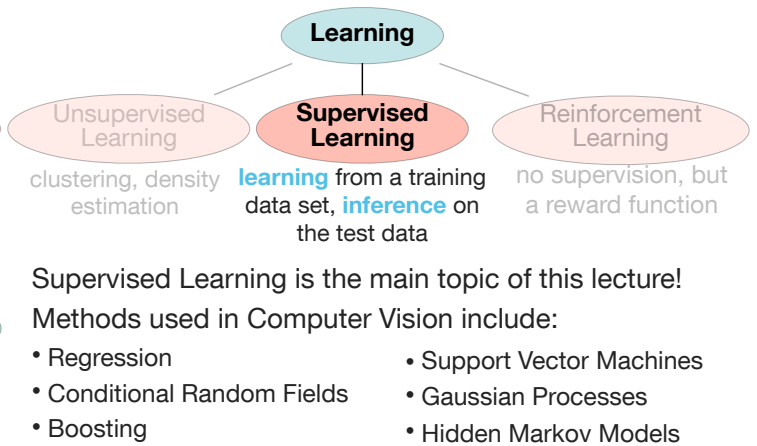 Learning
Unsupervised
Learning
Supervised
Learning
Reinforcement
Learning
clustering, density
estimation
learning from a training
data set, inference on
the test data
no supervision, but
a reward function
Supervised Learning is the main topic of this lecture!
Methods used in Computer Vision include:
• Regression
• Conditional Random Fields
• Boosting
• Support Vector Machines
• Gaussian Processes
• Hidden Markov Models